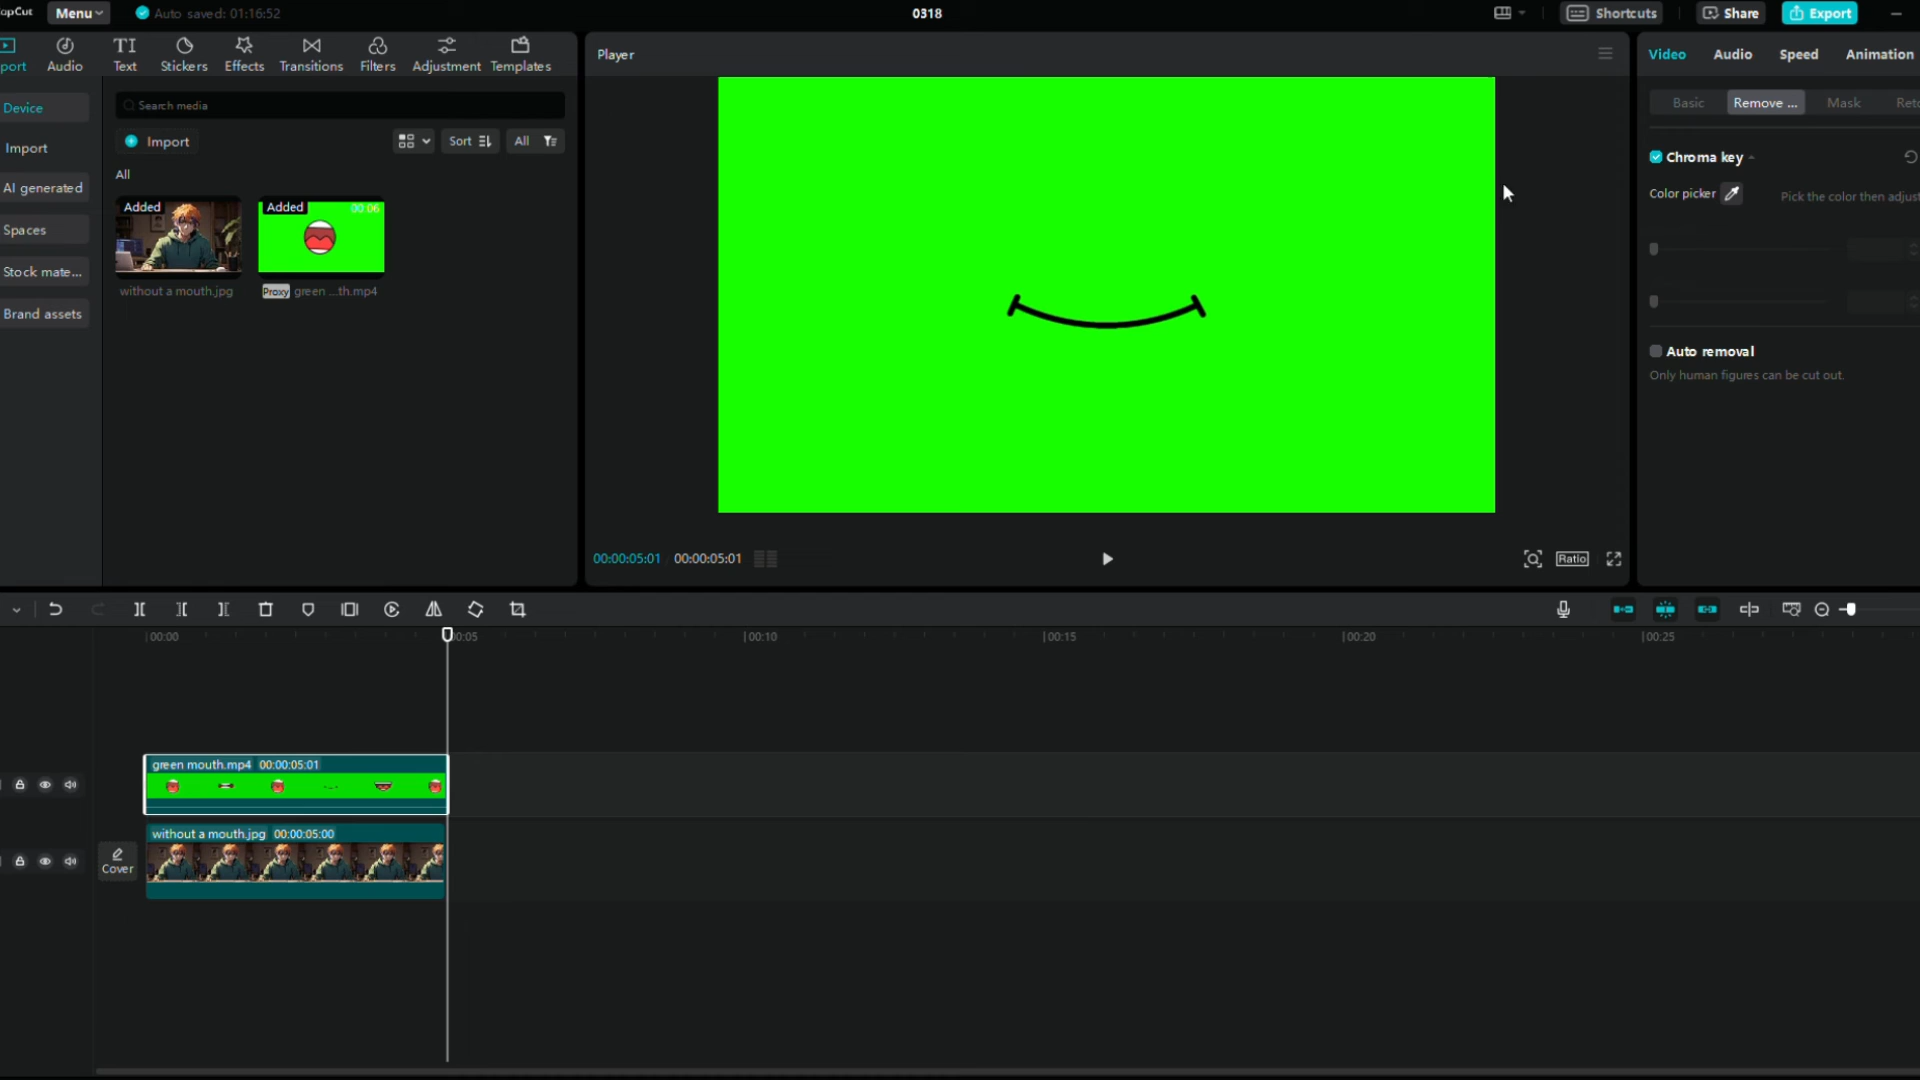 apCut Menu Auto saved: 01:16:52 0318 Shortcuts Share Export
port Audio Text Stickers Effects Transitions Filters Adjustment Templates
Player
Video Audio Speed Animation
Device
Import
AI generated
Spaces
Stock mate...
Brand assets
Search media
Import Sort All
All
Added
without a mouth.jpg
Added 00:06
Proxy green ...th.mp4
Basic Remove ... Mask Reto
Chroma key
Color picker Pick the color then adjust
Auto removal
Only human figures can be cut out.
00:00:05:01 00:00:05:01 Ratio
00:00 00:05 00:10 00:15 00:20 00:25
green mouth.mp4 00:00:05:01
without a mouth.jpg 00:00:05:00
Cover